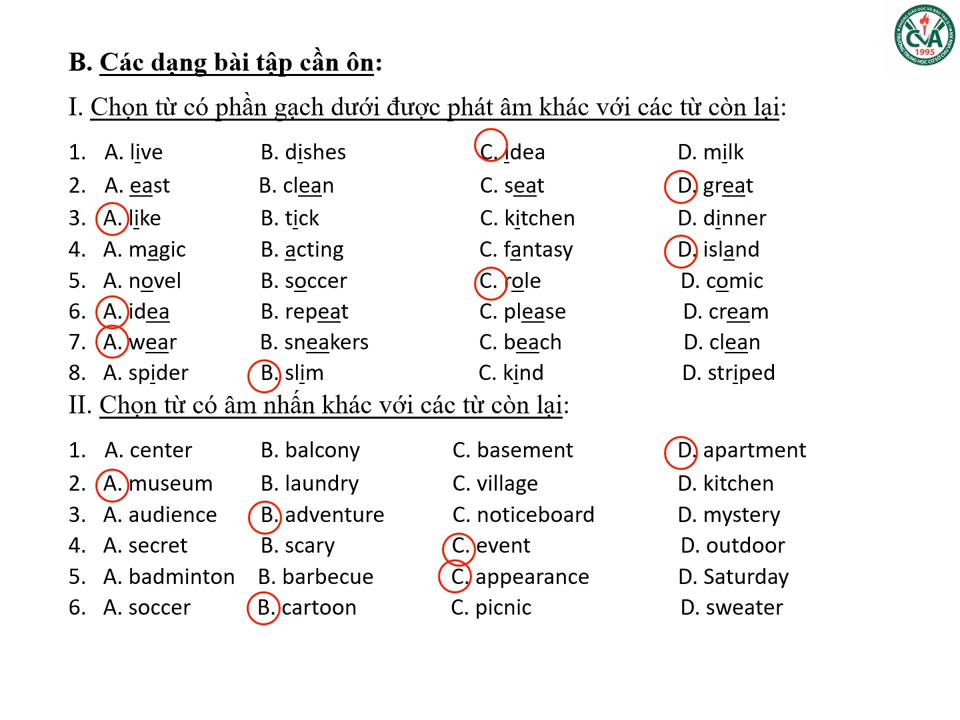 CVA
1995
B. Các dạng bài tập cần ôn:
I. Chọn từ có phần gạch dưới được phát âm khác với các từ còn lại:
1. A. live B. dishes C. idea D. milk
2. A. east B. clean C. seat D. great
3. A. like B. tick C. kitchen D. dinner
4. A. magic B. acting C. fantasy D. island
5. A. novel B. soccer C. role D. comic
6. A. idea B. repeat C. please D. cream
7. A. wear B. sneakers C. beach D. clean
8. A. spider B. slim C. kind D. striped
II. Chọn từ có âm nhấn khác với các từ còn lại:
1. A. center B. balcony C. basement D. apartment
2. A. museum B. laundry C. village D. kitchen
3. A. audience B. adventure C. noticeboard D. mystery
4. A. secret B. scary C. event D. outdoor
5. A. badminton B. barbecue C. appearance D. Saturday
6. A. soccer B. cartoon C. picnic D. sweater